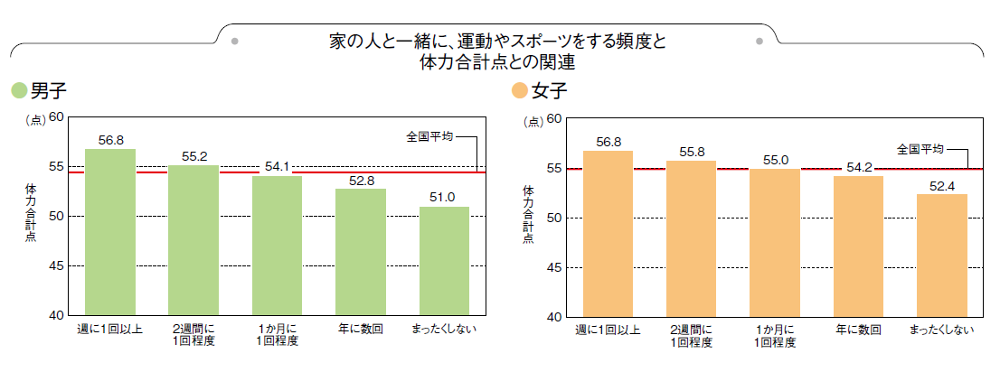 家の人と一緒に、運動やスポーツをする頻度と
体力合計点との関連
男子
(点)
60
55
50
45
40
体力合計点
全国平均
56.8
55.2
54.1
52.8
51.0
週に1回以上
2週間に
1回程度
1か月に
1回程度
年に数回
まったくしない
女子
(点)
60
55
50
45
40
体力合計点
全国平均
56.8
55.8
55.0
54.2
52.4
週に1回以上
2週間に
1回程度
1か月に
1回程度
年に数回
まったくしない